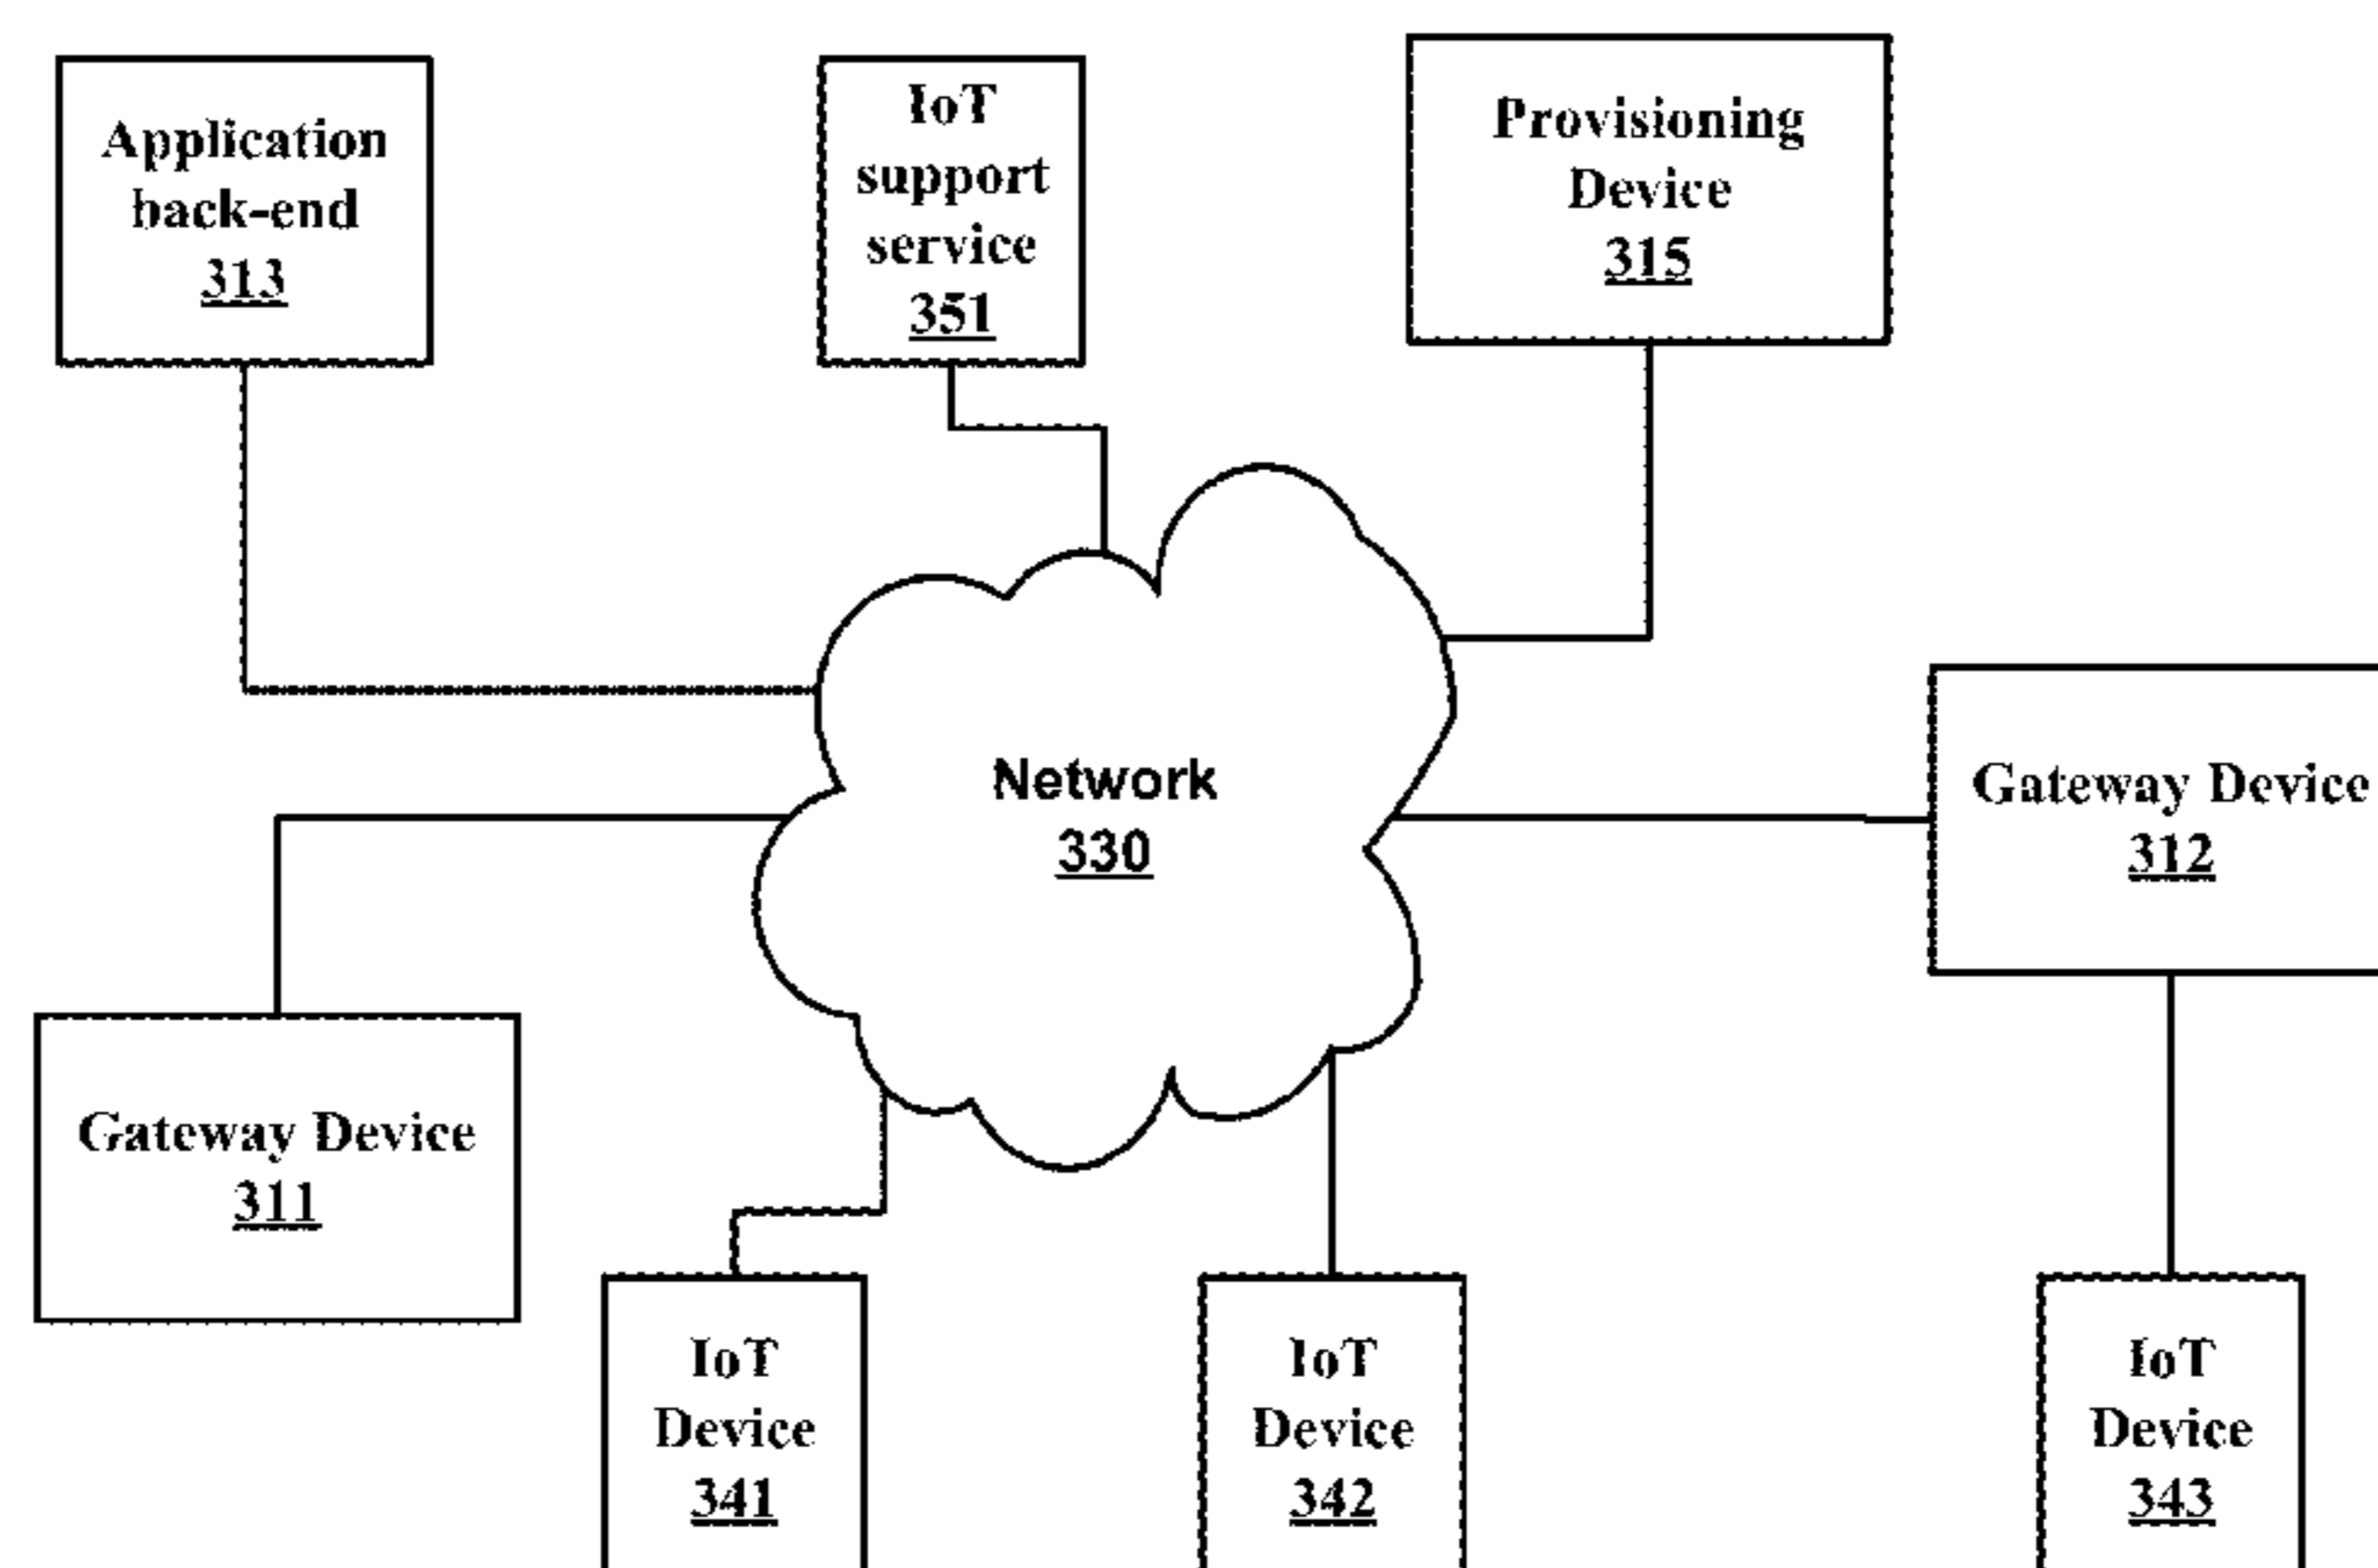 Application
back-end
313
IoT
support
service
351
Provisioning
Device
315
Network
330
Gateway Device
312
Gateway Device
311
IoT
Device
341
IoT
Device
342
IoT
Device
343